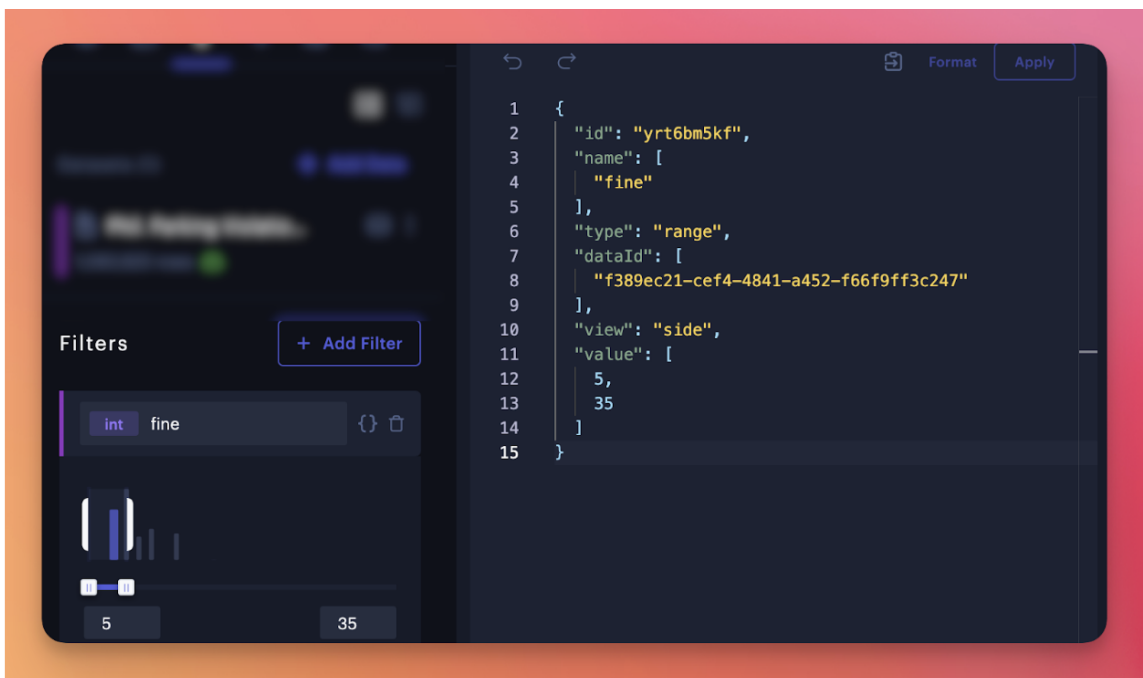 Format
Apply
1 {
2 "id": "yrt6bm5kf",
3 "name": [
4 "fine"
5 ],
6 "type": "range",
7 "dataId": [
8 "f389ec21-cef4-4841-a452-f66f9ff3c247"
9 ],
10 "view": "side",
11 "value": [
12 5,
13 35
14 ]
15 }
Filters
+ Add Filter
int fine
5
35